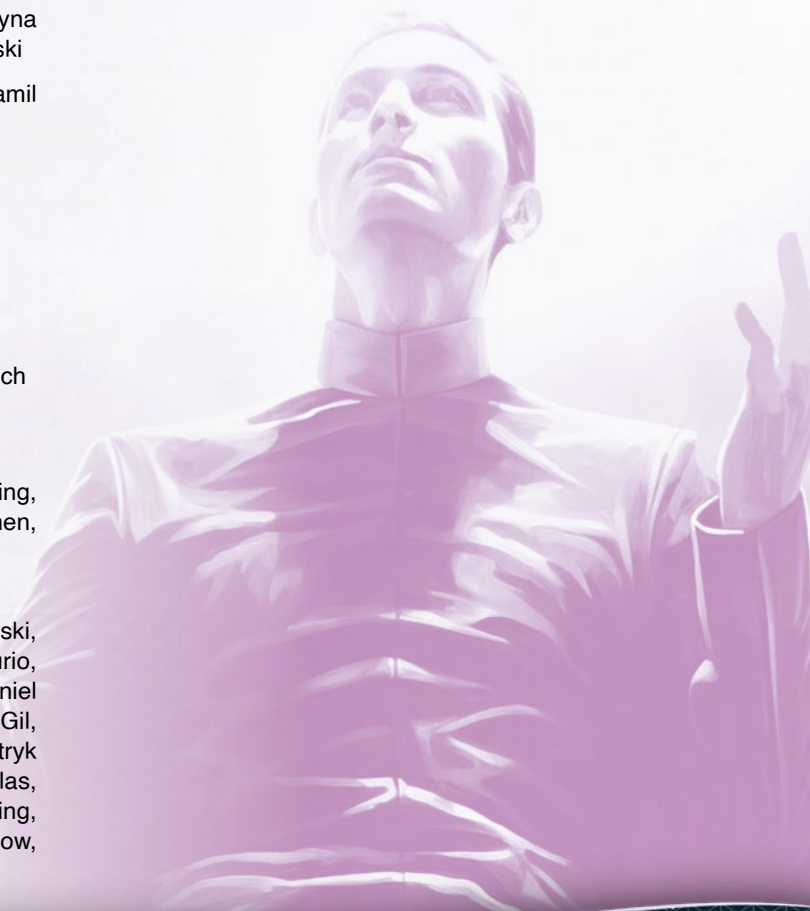 yna
ski
amil
ch
ing,
nen,
ski,
urio,
niel
Gil,
tryk
las,
ing,
ow,